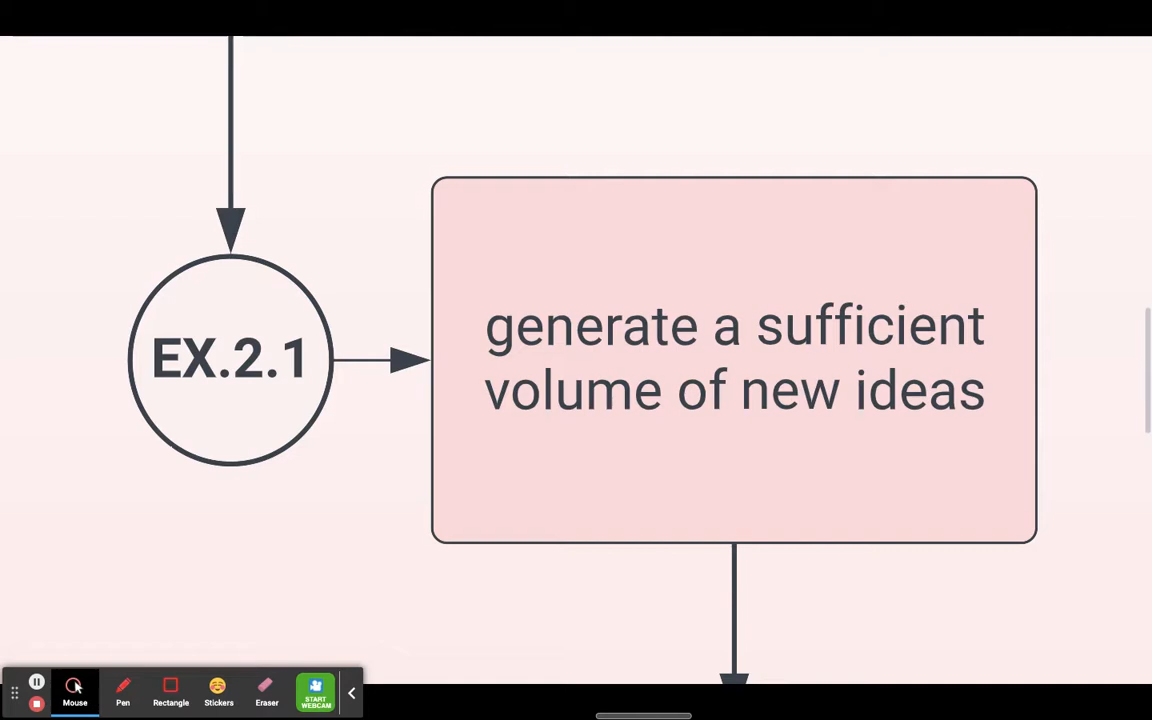 EX.2.1
generate a sufficient
volume of new ideas
Mouse
Pen
Rectangle
Stickers
Eraser
START
WEBCAM